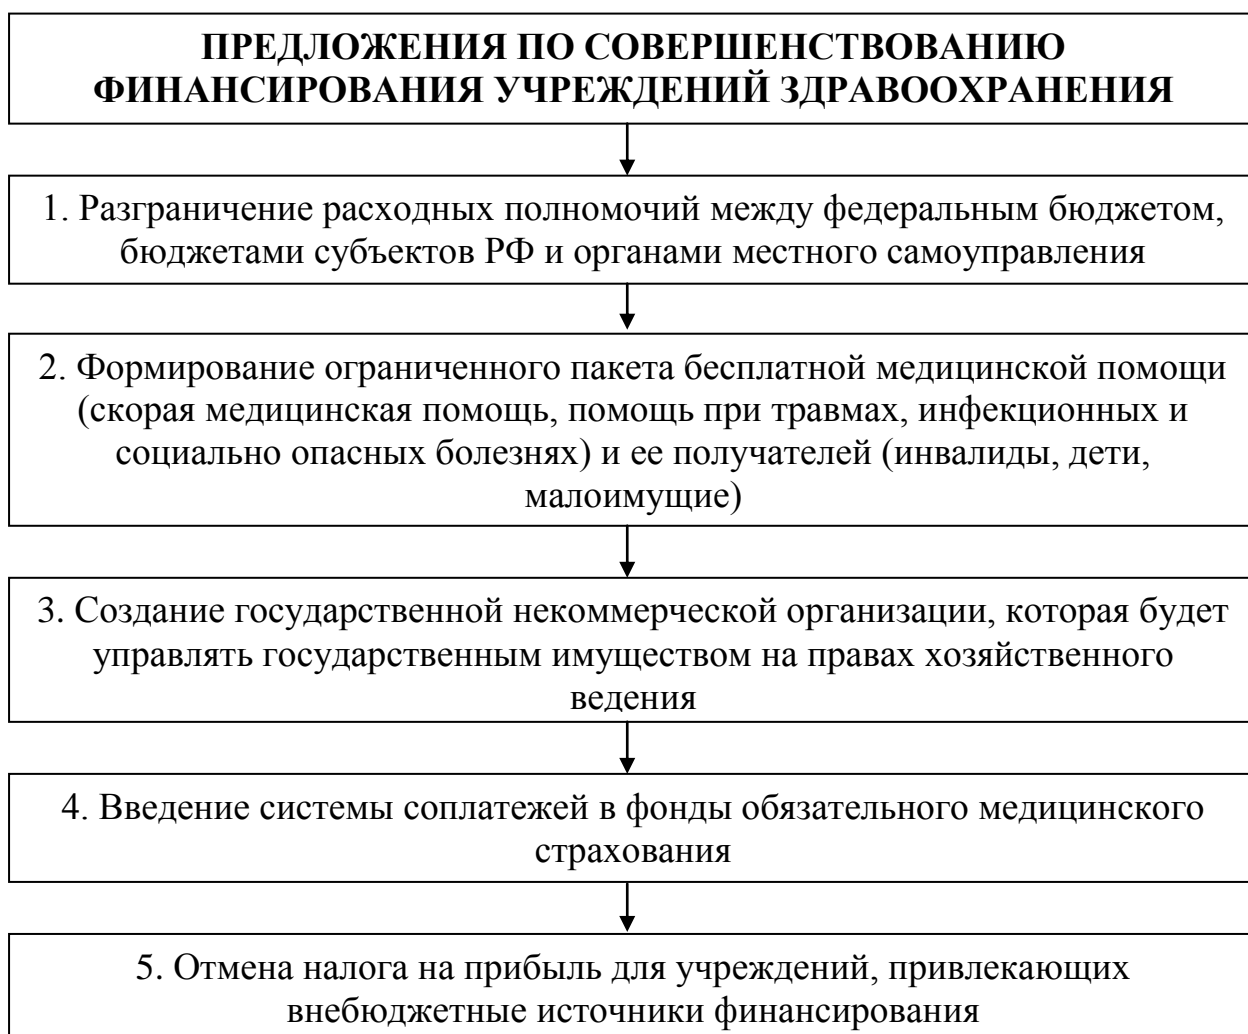 ПРЕДЛОЖЕНИЯ ПО СОВЕРШЕНСТВОВАНИЮ
ФИНАНСИРОВАНИЯ УЧРЕЖДЕНИЙ ЗДРАВООХРАНЕНИЯ
1. Разграничение расходных полномочий между федеральным бюджетом,
бюджетами субъектов РФ и органами местного самоуправления
2. Формирование ограниченного пакета бесплатной медицинской помощи
(скорая медицинская помощь, помощь при травмах, инфекционных и
социально опасных болезнях) и ее получателей (инвалиды, дети,
малоимущие)
3. Создание государственной некоммерческой организации, которая будет
управлять государственным имуществом на правах хозяйственного
ведения
4. Введение системы соплатежей в фонды обязательного медицинского
страхования
5. Отмена налога на прибыль для учреждений, привлекающих
внебюджетные источники финансирования